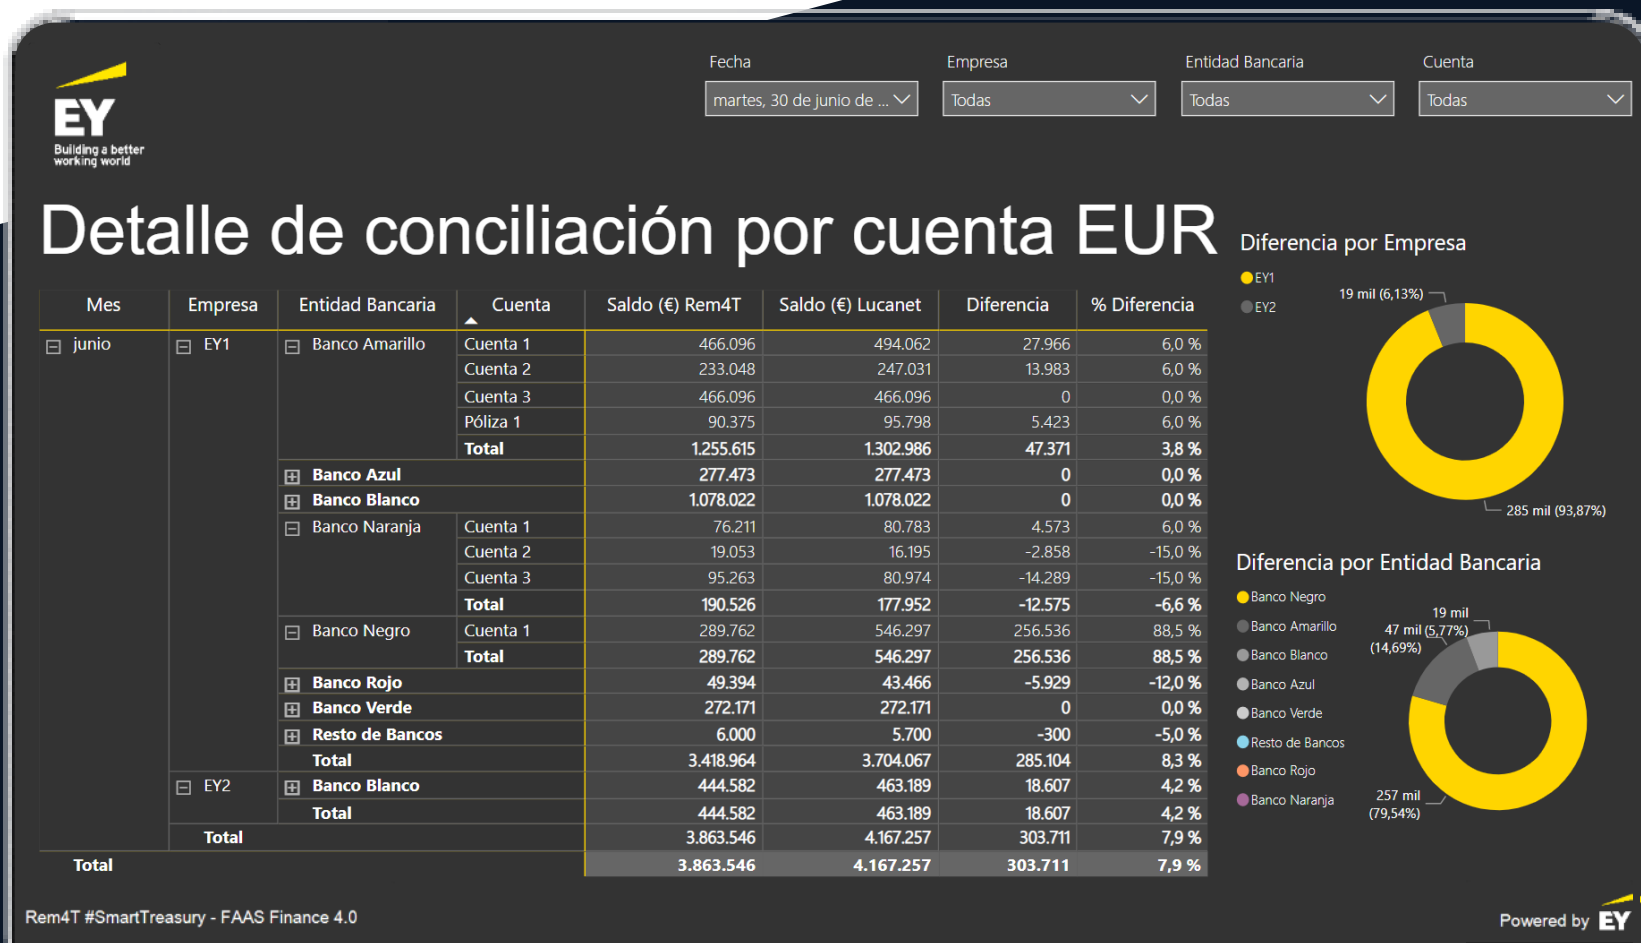 Fecha Empresa Entidad Bancaria Cuenta
martes, 30 de junio de ... Todas Todas Todas
EY
Building a better
working world
Detalle de conciliación por cuenta EUR
Mes Empresa Entidad Bancaria Cuenta Saldo (€) Rem4T Saldo (€) Lucanet Diferencia % Diferencia
junio EY1 Banco Amarillo Cuenta 1 466.096 494.062 27.966 6,0 %
Cuenta 2 233.048 247.031 13.983 6,0 %
Cuenta 3 466.096 466.096 0 0,0 %
Póliza 1 90.375 95.798 5.423 6,0 %
Total 1.255.615 1.302.986 47.371 3,8 %
Banco Azul 277.473 277.473 0 0,0 %
Banco Blanco 1.078.022 1.078.022 0 0,0 %
Banco Naranja Cuenta 1 76.211 80.783 4.573 6,0 %
Cuenta 2 19.053 16.195 -2.858 -15,0 %
Cuenta 3 95.263 80.974 -14.289 -15,0 %
Total 190.526 177.952 -12.575 -6,6 %
Banco Negro Cuenta 1 289.762 546.297 256.536 88,5 %
Total 289.762 546.297 256.536 88,5 %
Banco Rojo 49.394 43.466 -5.929 -12,0 %
Banco Verde 272.171 272.171 0 0,0 %
Resto de Bancos 6.000 5.700 -300 -5,0 %
Total 3.418.964 3.704.067 285.104 8,3 %
EY2 Banco Blanco 444.582 463.189 18.607 4,2 %
Total 444.582 463.189 18.607 4,2 %
Total 3.863.546 4.167.257 303.711 7,9 %
Total 3.863.546 4.167.257 303.711 7,9 %
Diferencia por Empresa
EY1
EY2
19 mil (6,13%)
285 mil (93,87%)
Diferencia por Entidad Bancaria
Banco Negro
Banco Amarillo
Banco Blanco
Banco Azul
Banco Verde
Resto de Bancos
Banco Rojo
Banco Naranja
19 mil
(5,77%)
47 mil
(14,69%)
257 mil
(79,54%)
Rem4T #SmartTreasury - FAAS Finance 4.0
Powered by EY